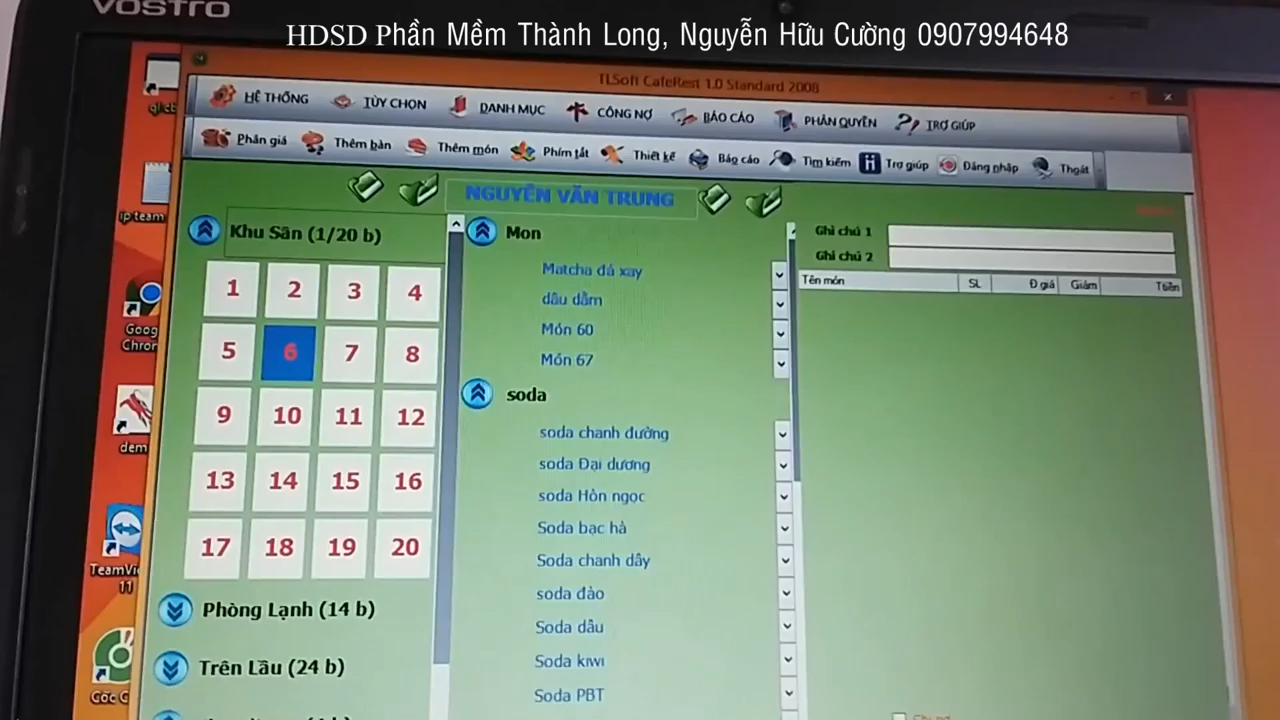 VOSTRO
HDSD Phần Mềm Thành Long, Nguyễn Hữu Cường 0907994648
TLSoft CafeRest 1.0 Standard 2008
HỆ THỐNG TÙY CHỌN DANH MỤC CÔNG NỢ BÁO CÁO PHÂN QUYỀN TRỢ GIÚP
Phân giá Thêm bàn Thêm món Phím tắt Thiết kế Báo cáo Tìm kiếm Trợ giúp Đăng nhập Thoát
NGUYỄN VĂN TRUNG
ip team
Goog
Chron
dem
TeamVi
11
Cốc C
Khu Sân (1/20 b)
1 2 3 4
5 6 7 8
9 10 11 12
13 14 15 16
17 18 19 20
Phòng Lạnh (14 b)
Trên Lầu (24 b)
Mon
Matcha đá xay
dâu dằm
Món 60
Món 67
soda
soda chanh đường
soda Đại dương
soda Hòn ngọc
Soda bạc hà
Soda chanh dây
soda đào
Soda dâu
Soda kiwi
Soda PBT
Ghi chú 1
Ghi chú 2
Tên món SL Đ giá Giảm Ttiền